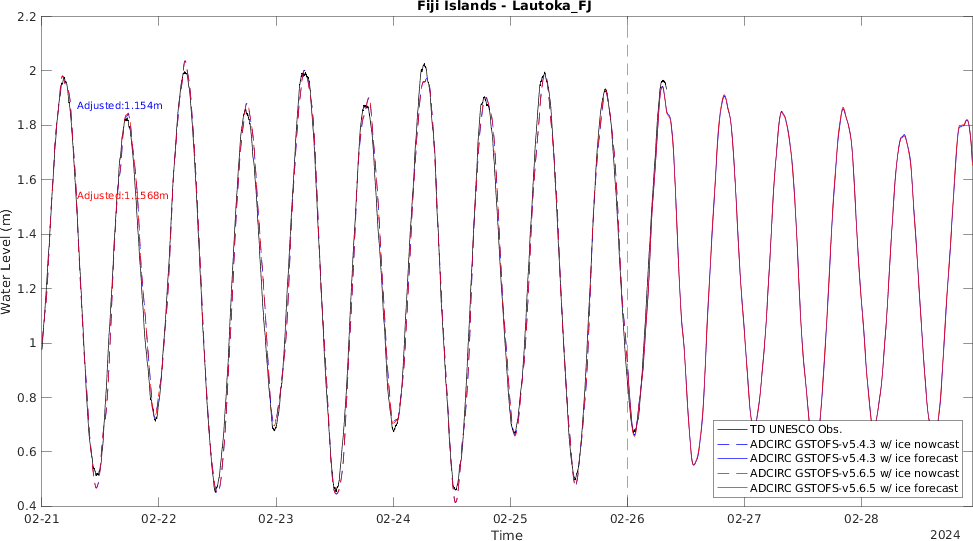 Fiji Islands - Lautoka_FJ
2.2
2
1.8
1.6
1.4
1.2
1
0.8
0.6
0.4
Water Level (m)
Adjusted:1.154m
Adjusted:1.1568m
TD UNESCO Obs.
ADCIRC GSTOFS-v5.4.3 w/ ice nowcast
ADCIRC GSTOFS-v5.4.3 w/ ice forecast
ADCIRC GSTOFS-v5.6.5 w/ ice nowcast
ADCIRC GSTOFS-v5.6.5 w/ ice forecast
02-21 02-22 02-23 02-24 02-25 02-26 02-27 02-28
Time
2024